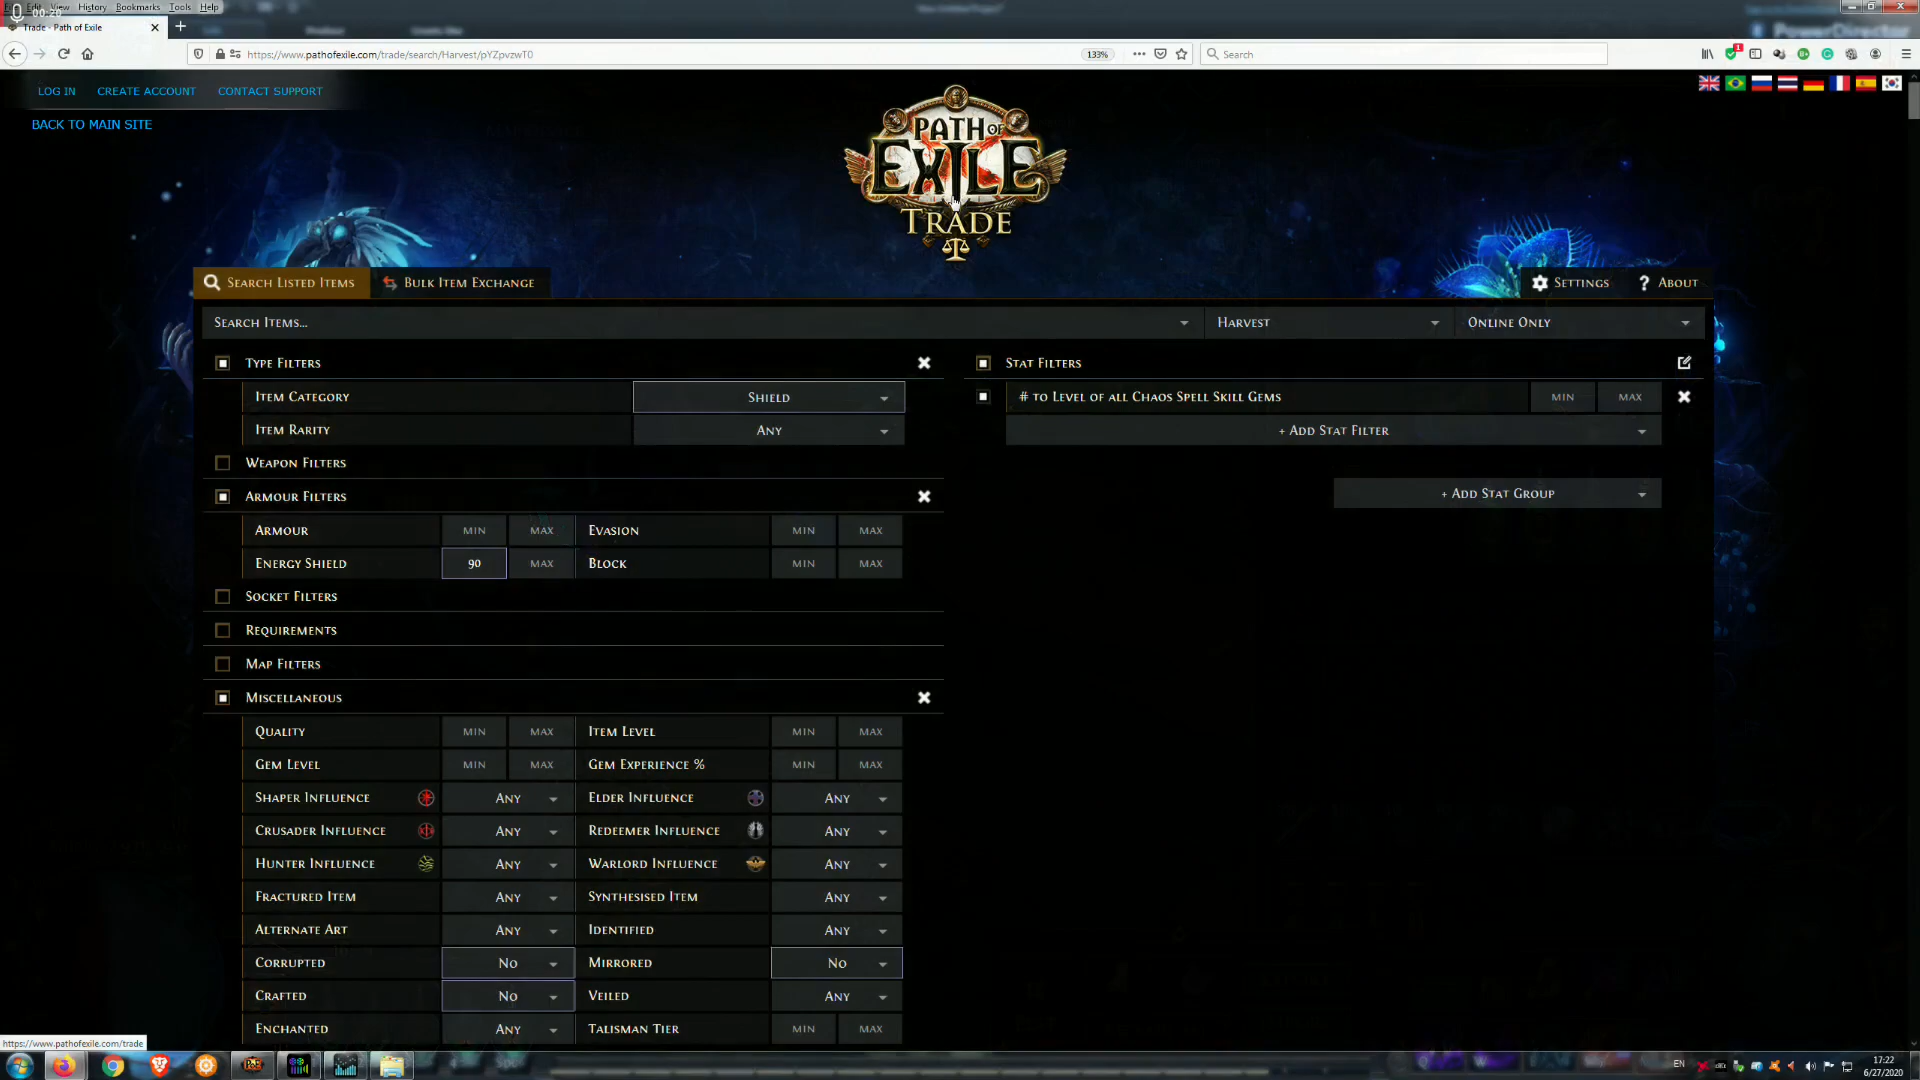 View History Bookmarks Tools Help
00:20
Trade - Path of Exile
PowerDirector
https://www.pathofexile.com/trade/search/Harvest/pYZpvzwT0
133%
Search
LOG IN CREATE ACCOUNT CONTACT SUPPORT
BACK TO MAIN SITE
PATH OF
EXILE
TRADE
Search Listed Items
Bulk Item Exchange
Settings
? About
Search Items...
Harvest
Online Only
Type Filters
Stat Filters
Item Category Shield
# to Level of all Chaos Spell Skill Gems MIN MAX
Item Rarity Any
+ Add Stat Filter
Weapon Filters
Armour Filters
+ Add Stat Group
Armour MIN MAX Evasion MIN MAX
Energy Shield 90 MAX Block MIN MAX
Socket Filters
Requirements
Map Filters
Miscellaneous
Quality MIN MAX Item Level MIN MAX
Gem Level MIN MAX Gem Experience % MIN MAX
Shaper Influence Any Elder Influence Any
Crusader Influence Any Redeemer Influence Any
Hunter Influence Any Warlord Influence Any
Fractured Item Any Synthesised Item Any
Alternate Art Any Identified Any
Corrupted No Mirrored No
Crafted No Veiled Any
Enchanted Any Talisman Tier MIN MAX
https://www.pathofexile.com/trade
EN
17:22
6/27/2020